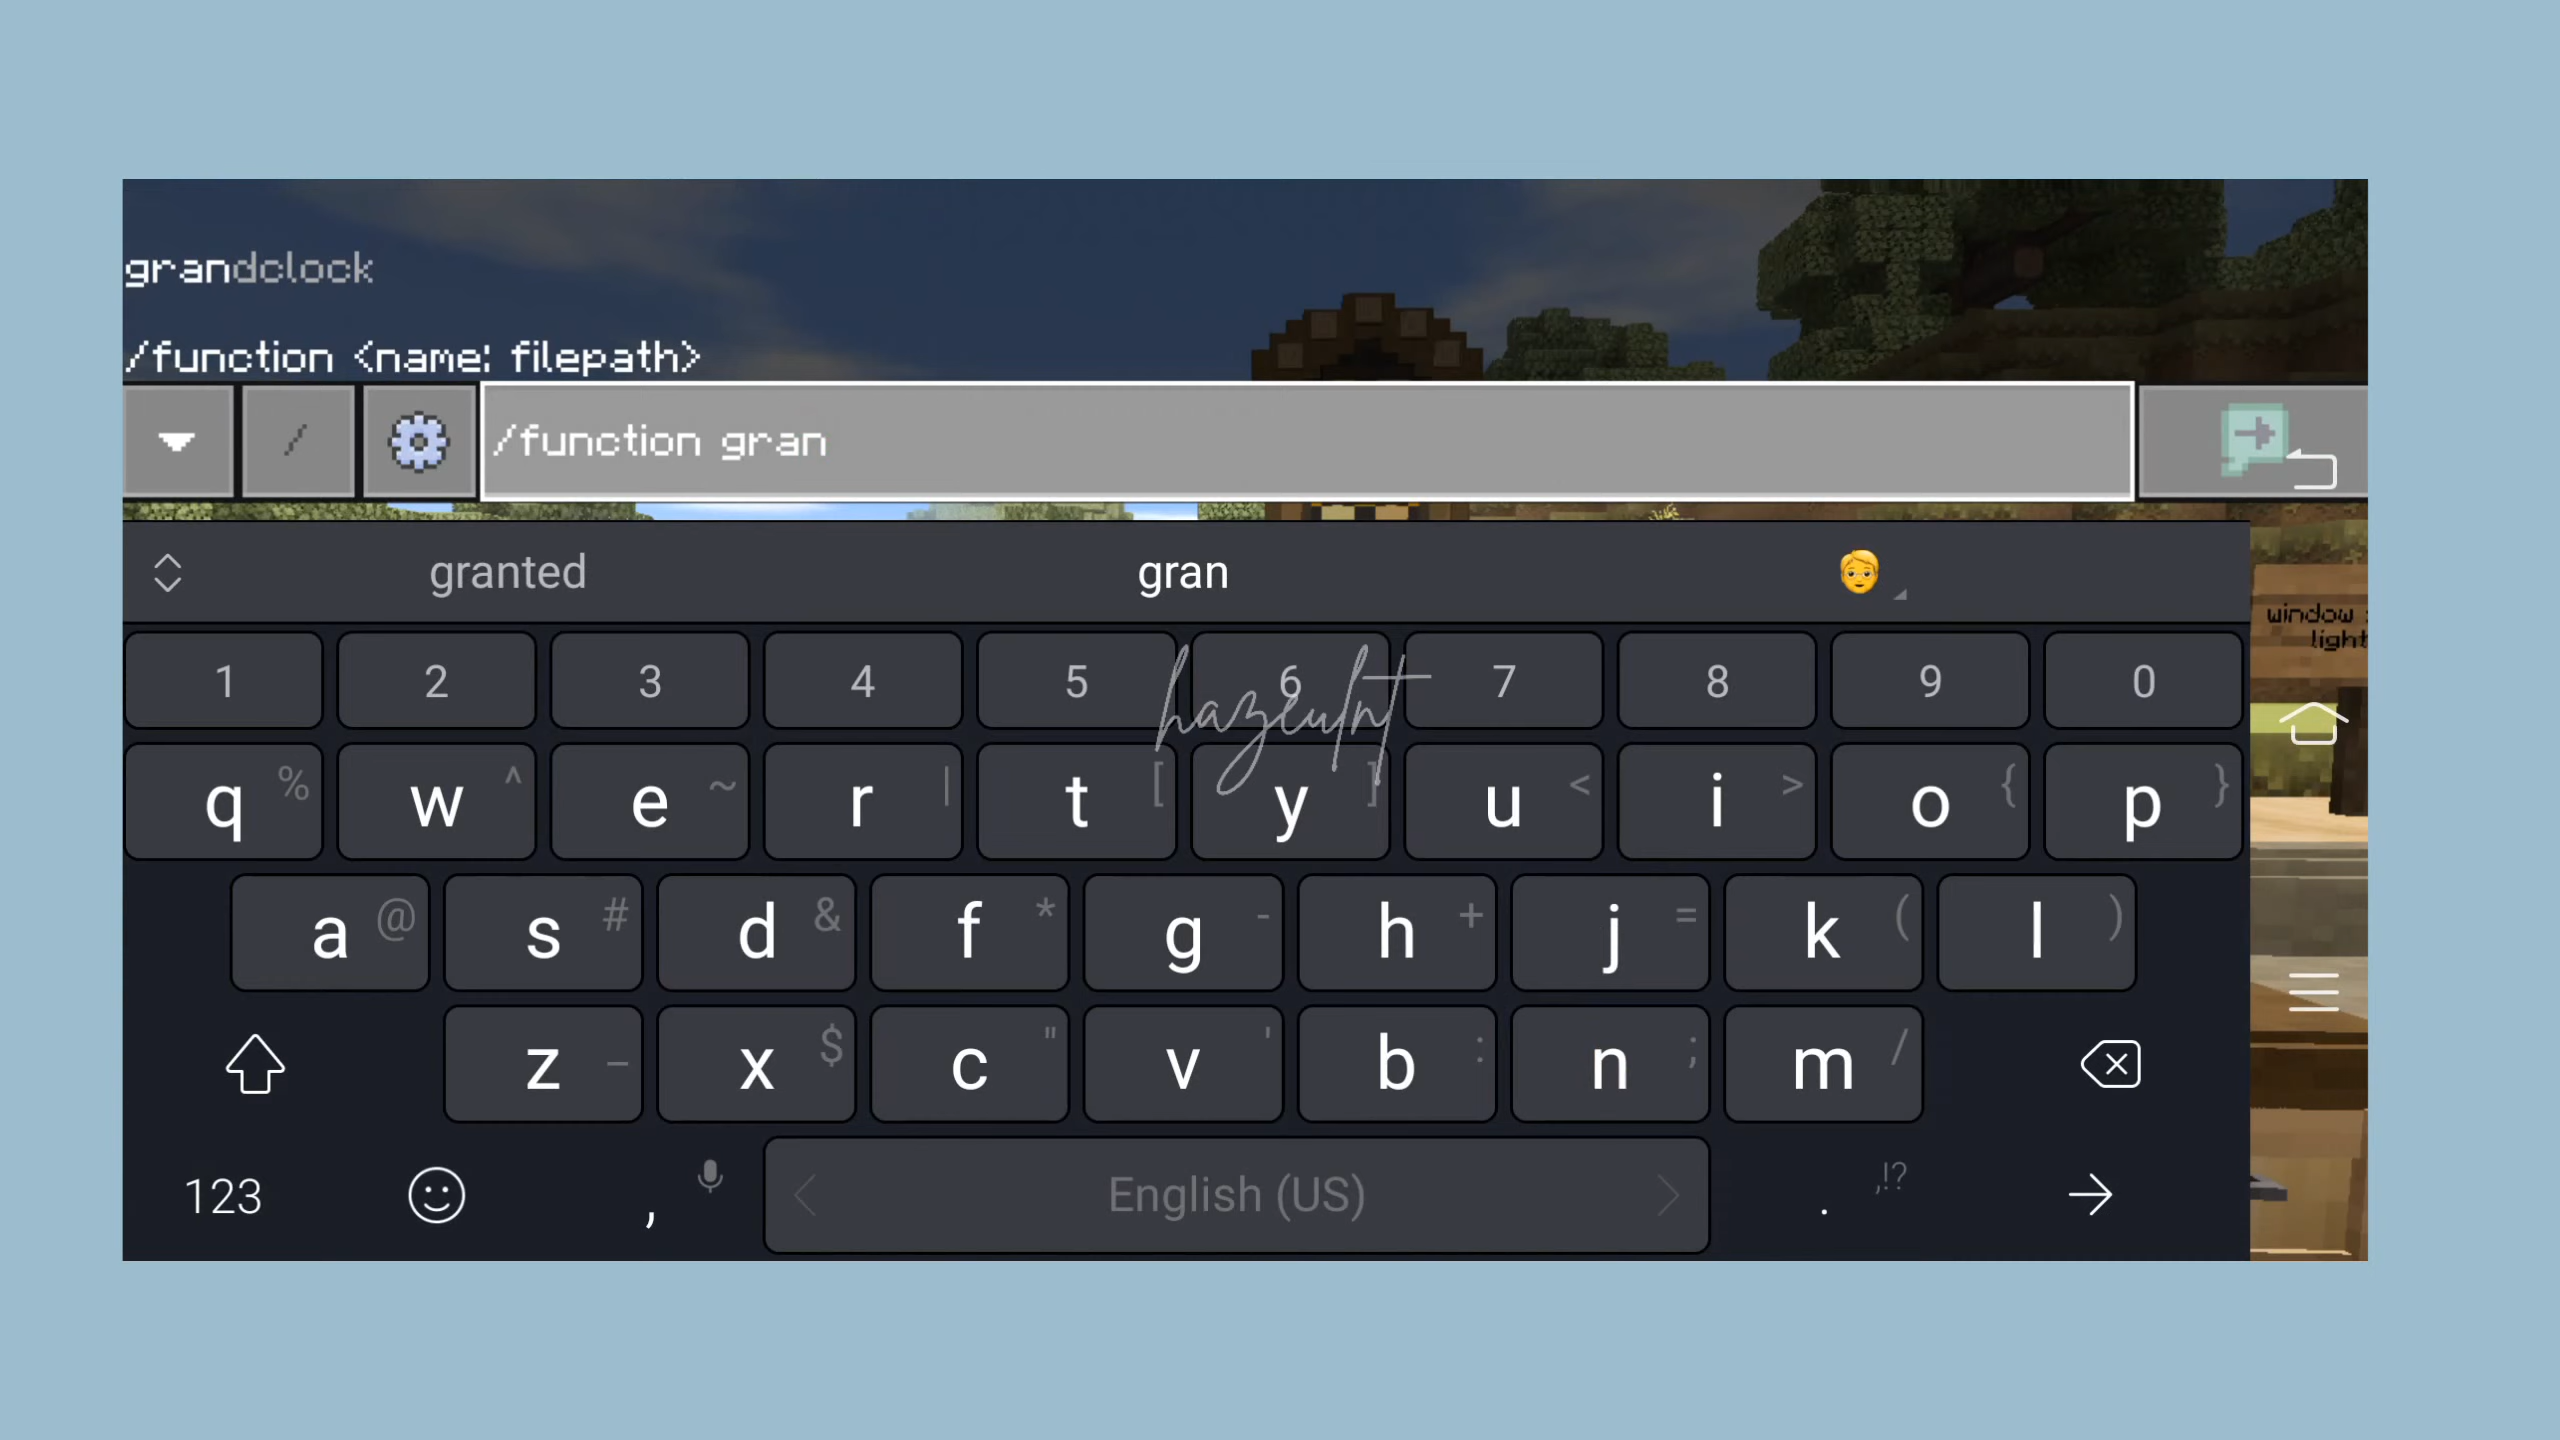 grandclock
/function <name: filepath>
/ /function gran
granted gran
1 2 3 4 5 6 7 8 9 0
q % w ^ e ~ r | t [ y ] u < i > o { p }
a @ s # d & f * g - h + j = k ( l )
z _ x $ c " v ' b : n ; m /
123 , English (US) . ,!?
window
light